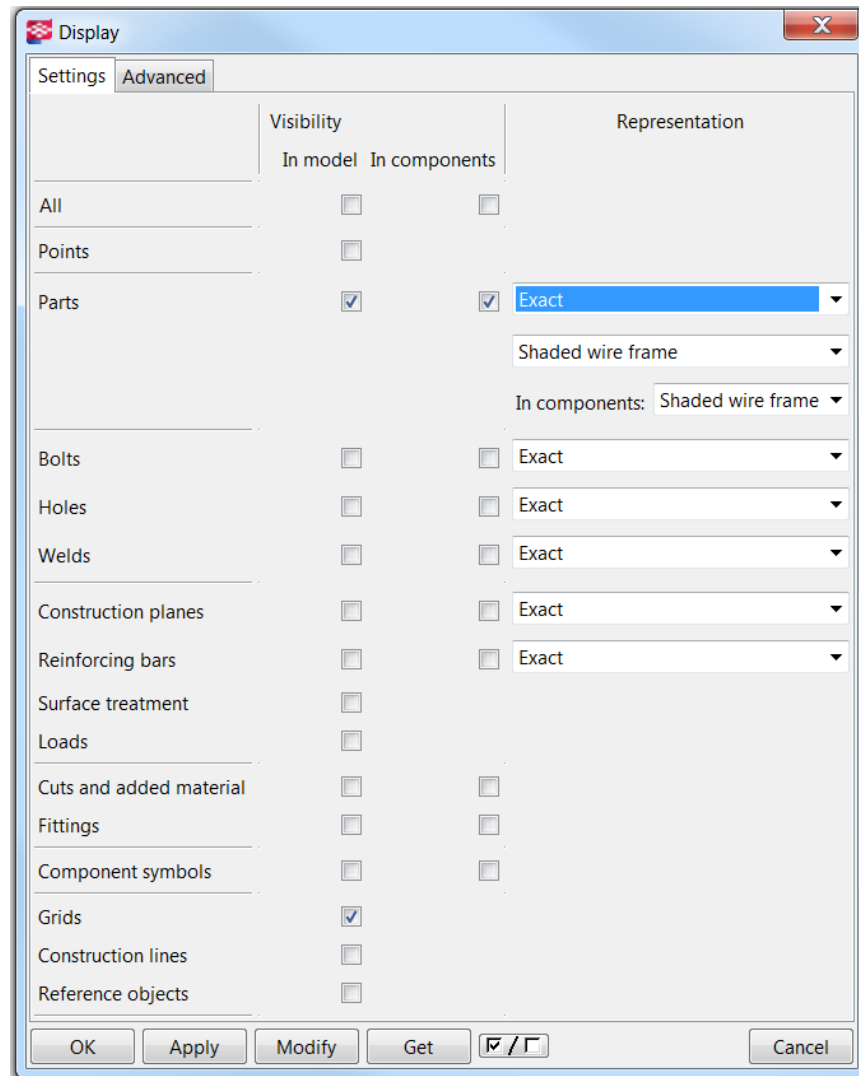 Display
Settings Advanced
Visibility Representation
In model In components
All
Points
Parts Exact
Shaded wire frame
In components: Shaded wire frame
Bolts Exact
Holes Exact
Welds Exact
Construction planes Exact
Reinforcing bars Exact
Surface treatment
Loads
Cuts and added material
Fittings
Component symbols
Grids
Construction lines
Reference objects
OK Apply Modify Get / Cancel